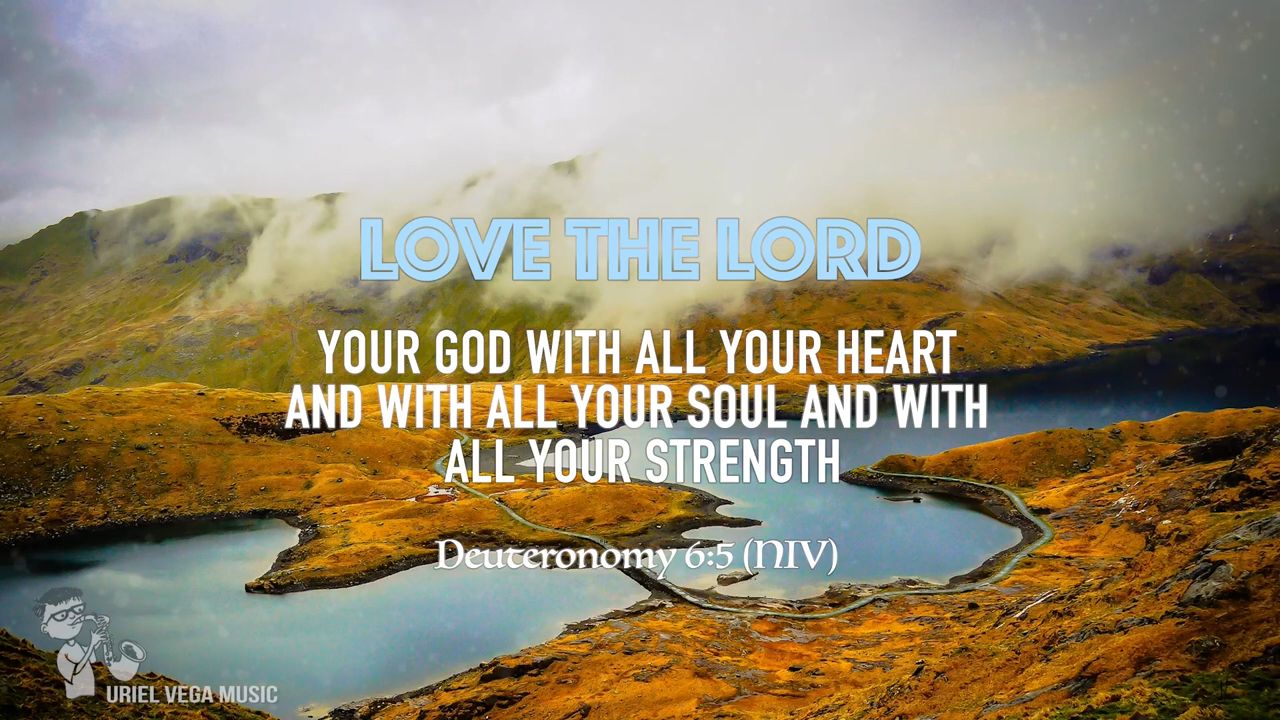 LOVE THE LORD
YOUR GOD WITH ALL YOUR HEART
AND WITH ALL YOUR SOUL AND WITH
ALL YOUR STRENGTH
Deuteronomy 6:5 (NIV)
URIEL VEGA MUSIC